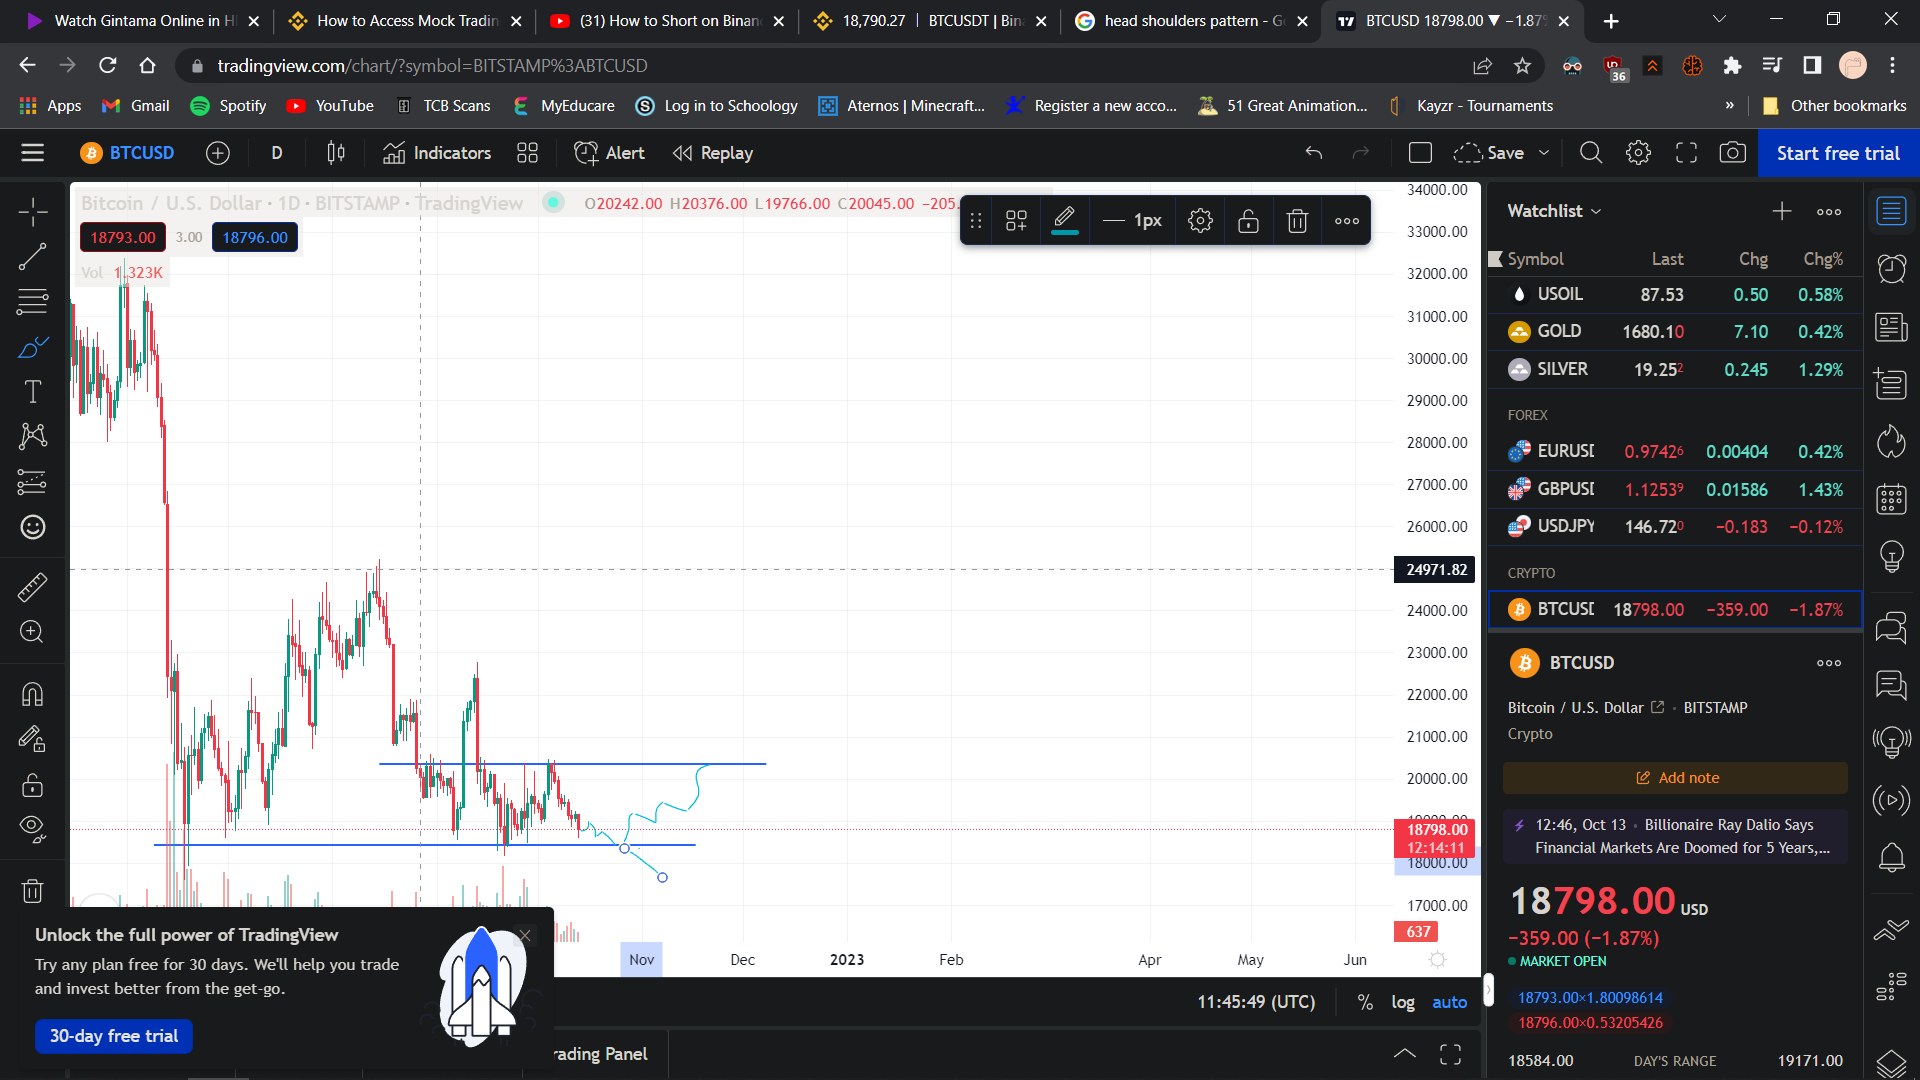 Watch Gintama Online in H
How to Access Mock Tradin
(31) How to Short on Binan
18,790.27 | BTCUSDT | Bin
head shoulders pattern - Go
BTCUSD 18798.00 ▼ −1.87%
tradingview.com/chart/?symbol=BITSTAMP%3ABTCUSD
36
Apps
Gmail
Spotify
YouTube
TCB Scans
MyEducare
Log in to Schoology
Aternos | Minecraft...
Register a new acco...
51 Great Animation...
Kayzr - Tournaments
»
Other bookmarks
BTCUSD
D
Indicators
Alert
Replay
Save
Start free trial
Bitcoin / U.S. Dollar · 1D · BITSTAMP · TradingView
O20242.00 H20376.00 L19766.00 C20045.00 −205.
18793.00 3.00 18796.00
Vol 1.323K
1px
34000.00
33000.00
32000.00
31000.00
30000.00
29000.00
28000.00
27000.00
26000.00
24971.82
24000.00
23000.00
22000.00
21000.00
20000.00
18798.00
12:14:11
18000.00
17000.00
637
Nov
Dec
2023
Feb
Apr
May
Jun
11:45:49 (UTC)
%
log
auto
rading Panel
Unlock the full power of TradingView
Try any plan free for 30 days. We'll help you trade
and invest better from the get-go.
30-day free trial
Watchlist
Symbol Last Chg Chg%
USOIL 87.53 0.50 0.58%
GOLD 1680.10 7.10 0.42%
SILVER 19.252 0.245 1.29%
FOREX
EURUSD 0.97426 0.00404 0.42%
GBPUSD 1.12539 0.01586 1.43%
USDJPY 146.720 −0.183 −0.12%
CRYPTO
BTCUSD 18798.00 −359.00 −1.87%
BTCUSD
Bitcoin / U.S. Dollar · BITSTAMP
Crypto
Add note
12:46, Oct 13 · Billionaire Ray Dalio Says
Financial Markets Are Doomed for 5 Years,...
18798.00 USD
−359.00 (−1.87%)
MARKET OPEN
18793.00×1.80098614
18796.00×0.53205426
18584.00 DAY'S RANGE 19171.00